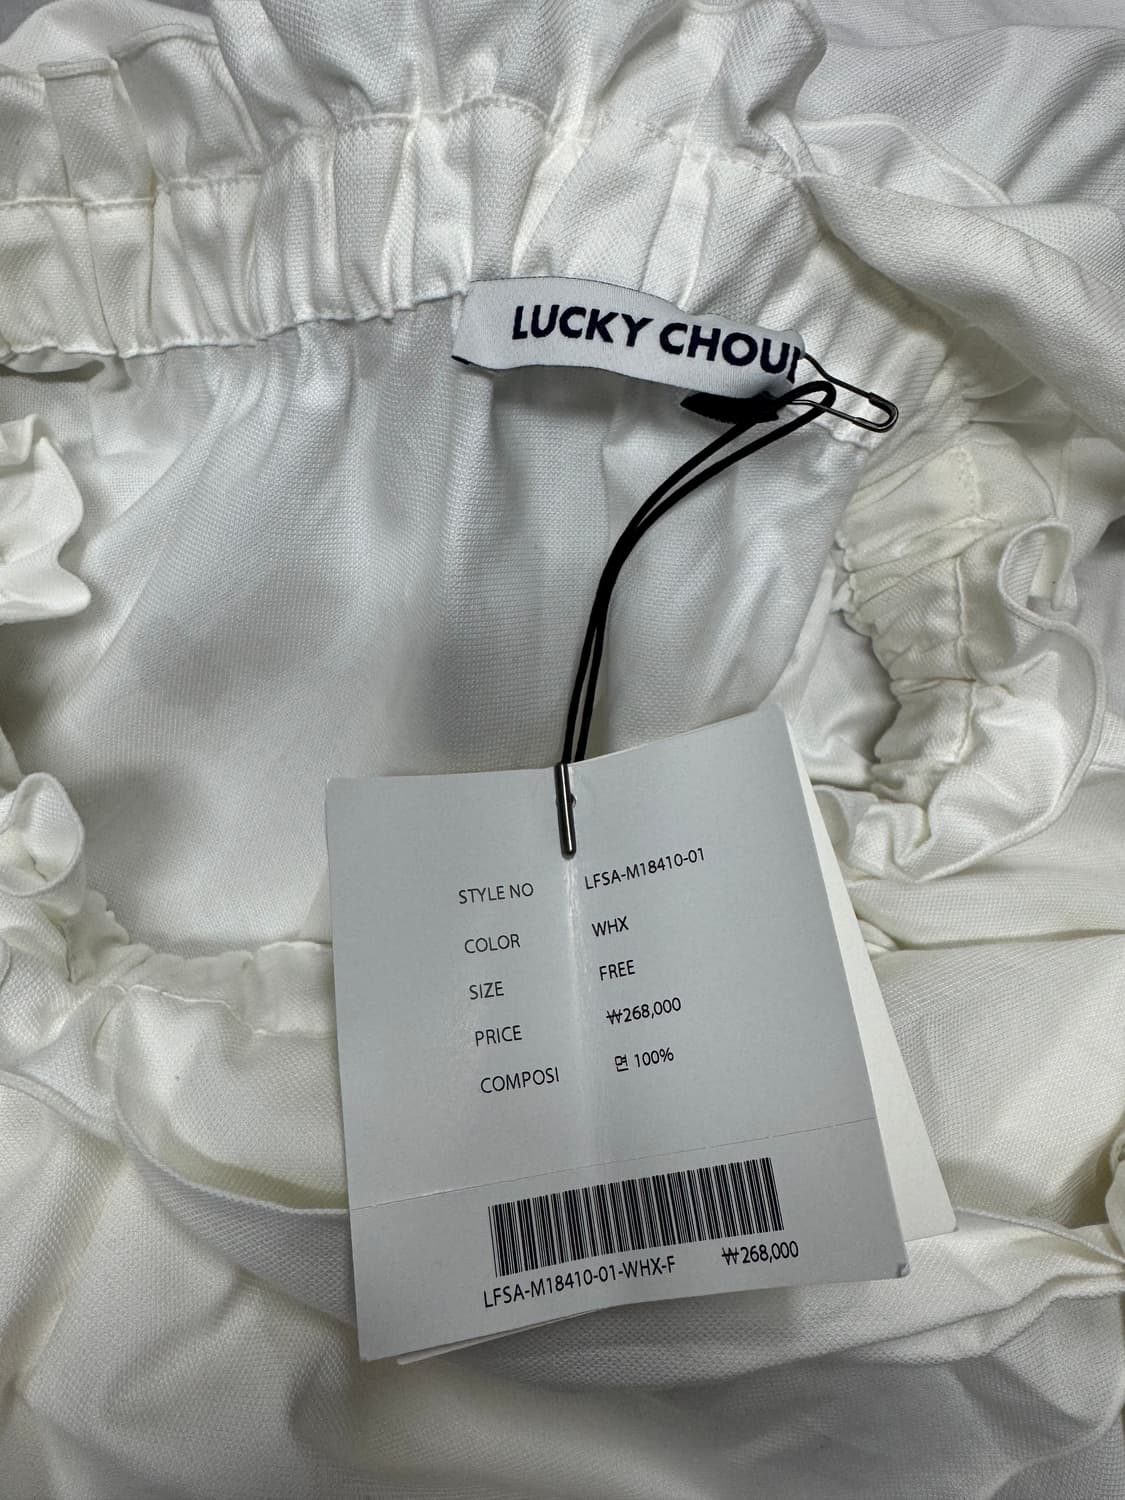 LUCKY CHOU
STYLE NO LFSA-M18410-01
COLOR WHX
SIZE FREE
PRICE ₩268,000
COMPOSI 면 100%
LFSA-M18410-01-WHX-F ₩268,000